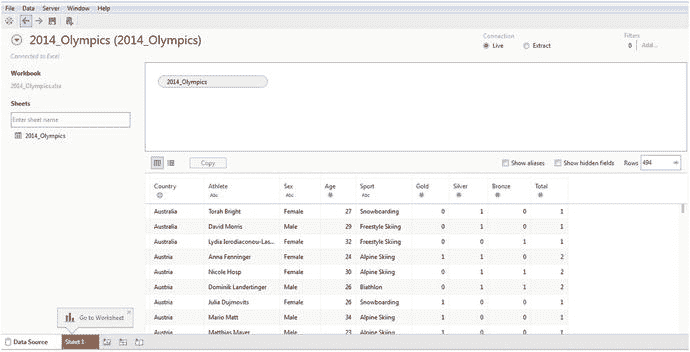 File Data Server Window Help
2014_Olympics (2014_Olympics)
Connected to Excel
Connection
Live Extract
Filters
0 Add...
Workbook
2014_Olympics.xlsx
Sheets
Enter sheet name
2014_Olympics
2014_Olympics
Copy Show aliases Show hidden fields Rows 494
Country Athlete Sex Age Sport Gold Silver Bronze Total
Abc Abc # Abc # # # #
Australia Torah Bright Female 27 Snowboarding 0 1 0 1
Australia David Morris Male 29 Freestyle Skiing 0 1 0 1
Australia Lydia Ierodiaconou-Las... Female 32 Freestyle Skiing 0 0 1 1
Austria Anna Fenninger Female 24 Alpine Skiing 1 1 0 2
Austria Nicole Hosp Female 30 Alpine Skiing 0 1 1 2
Austria Dominik Landertinger Male 26 Biathlon 0 1 1 2
Austria Julia Dujmovits Female 26 Snowboarding 1 0 0 1
Austria Mario Matt Male 34 Alpine Skiing 1 0 0 1
Austria Matthias Mayer Male 23 Alpine Skiing 1 0 0 1
Go to Worksheet
Data Source Sheet 1